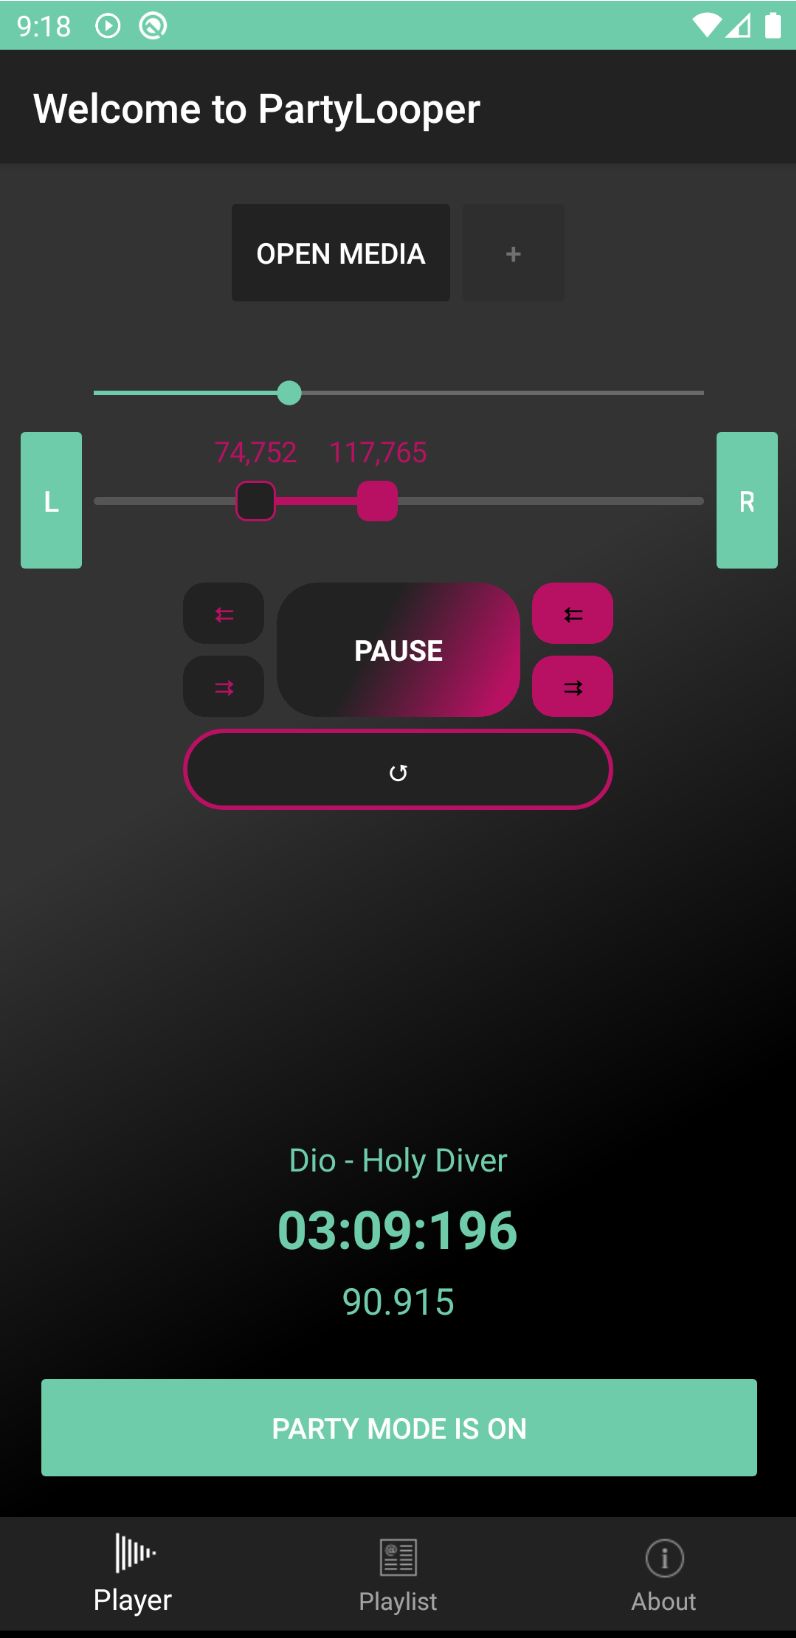 9:18
Welcome to PartyLooper
OPEN MEDIA +
74,752 117,765
L R
⇇ PAUSE ⇇
⇉ ⇉
↺
Dio - Holy Diver
03:09:196
90.915
PARTY MODE IS ON
Player Playlist About